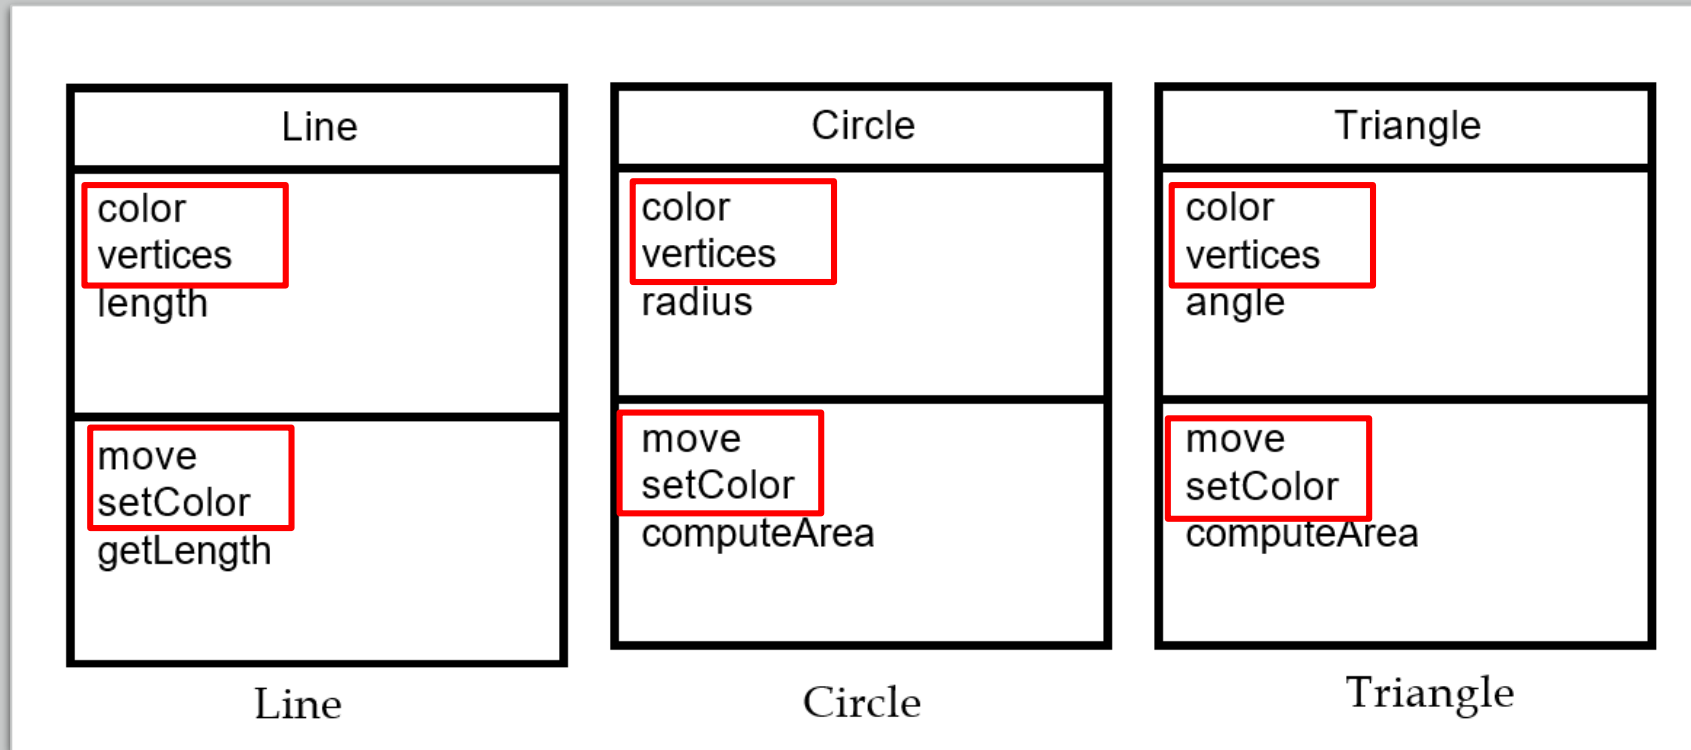 Line
color
vertices
length
move
setColor
getLength
Line
Circle
color
vertices
radius
move
setColor
computeArea
Circle
Triangle
color
vertices
angle
move
setColor
computeArea
Triangle